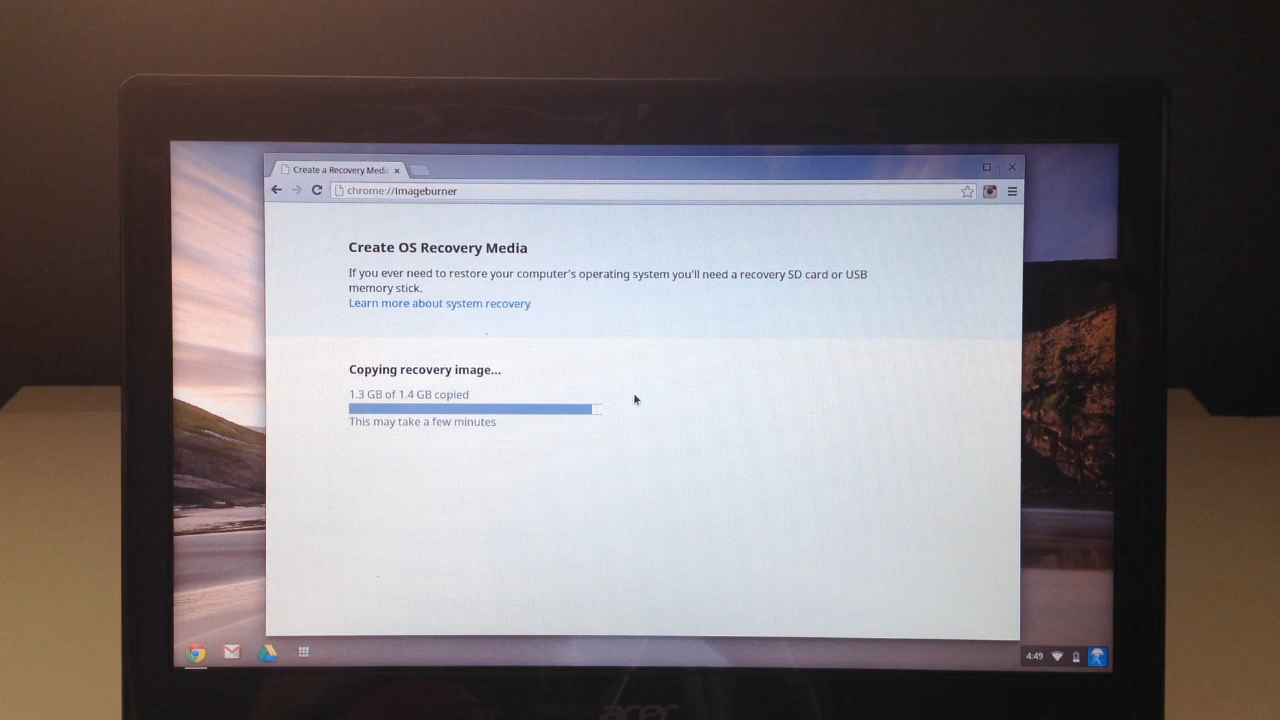 Create a Recovery Medi
chrome://imageburner
Create OS Recovery Media
If you ever need to restore your computer's operating system you'll need a recovery SD card or USB
memory stick.
Learn more about system recovery
Copying recovery image...
1.3 GB of 1.4 GB copied
This may take a few minutes
4:49
acer